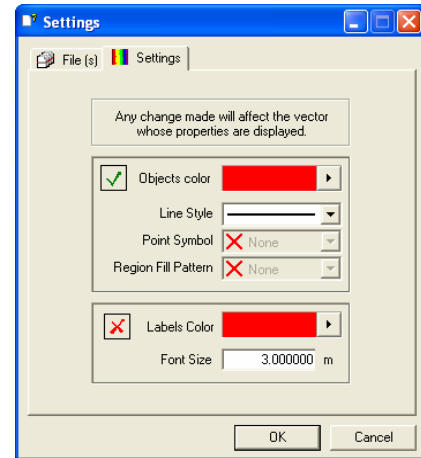 Settings
File (s) Settings
Any change made will affect the vector
whose properties are displayed.
Objects color
Line Style
Point Symbol None
Region Fill Pattern None
Labels Color
Font Size 3.000000 m
OK Cancel